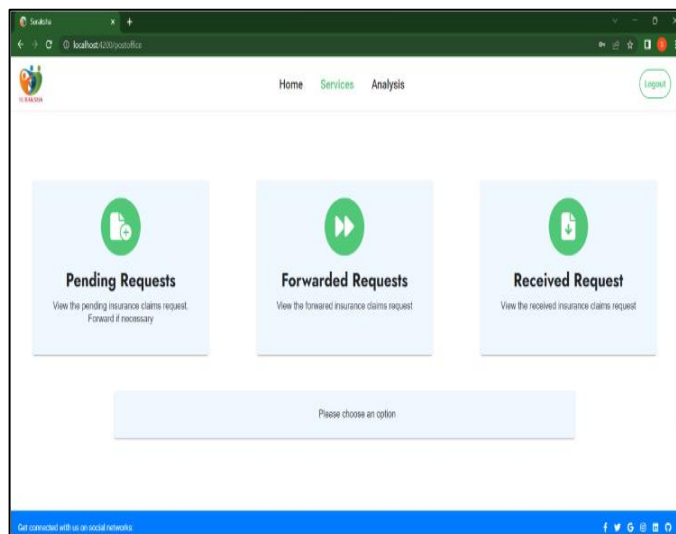 Suraksha
localhost:4200/postoffice
SURAKSHA
Home Services Analysis
Logout
Pending Requests
View the pending insurance claims request.
Forward if necessary
Forwarded Requests
View the forwared insurance claims request
Received Request
View the received insurance claims request
Please choose an option
Get connected with us on social networks: